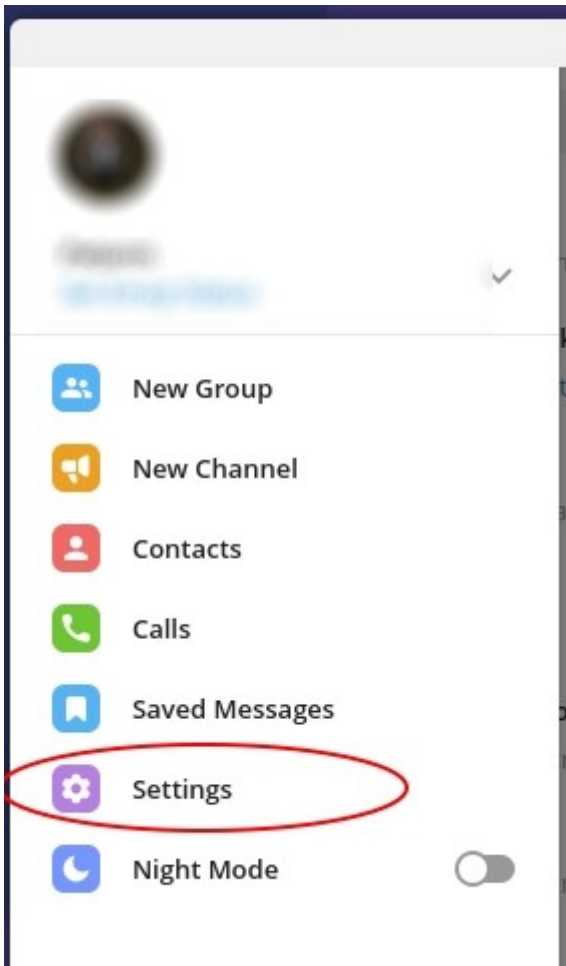 New Group
New Channel
Contacts
Calls
Saved Messages
Settings
Night Mode